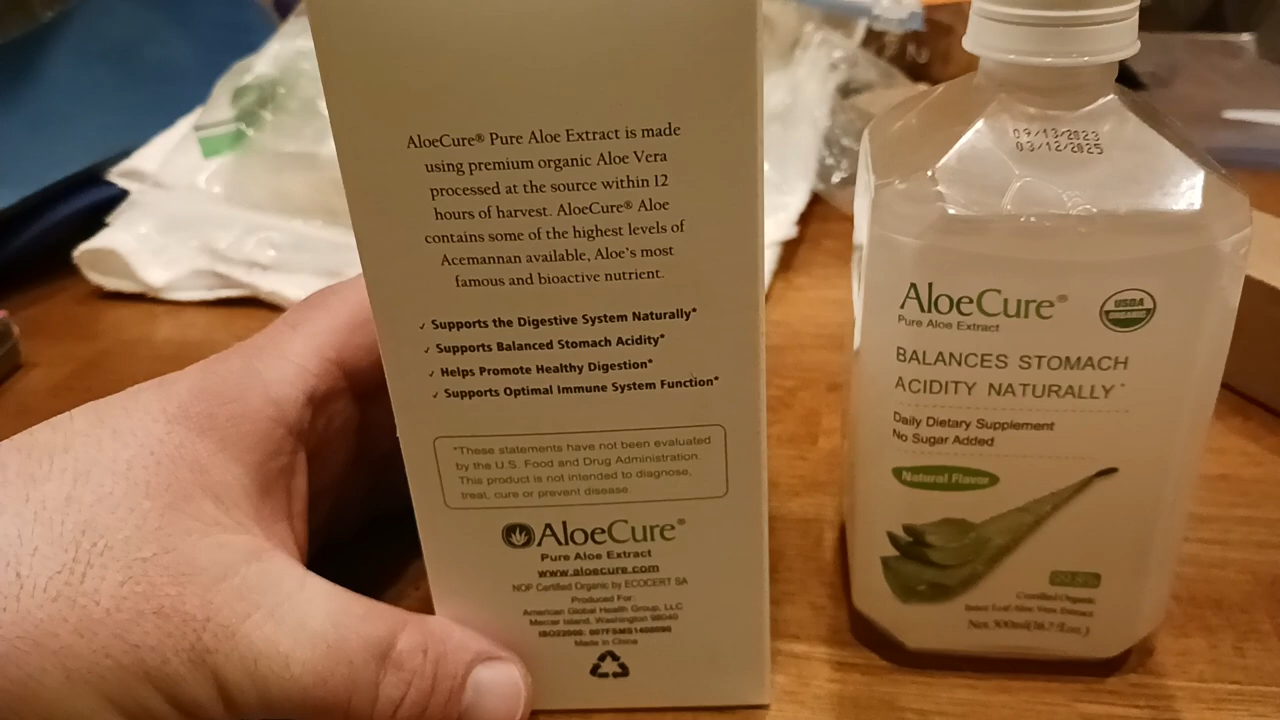 AloeCure® Pure Aloe Extract is made
using premium organic Aloe Vera
processed at the source within 12
hours of harvest. AloeCure® Aloe
contains some of the highest levels of
Acemannan available, Aloe's most
famous and bioactive nutrient.
✓ Supports the Digestive System Naturally*
✓ Supports Balanced Stomach Acidity*
✓ Helps Promote Healthy Digestion*
✓ Supports Optimal Immune System Function*
*These statements have not been evaluated
by the U.S. Food and Drug Administration.
This product is not intended to diagnose,
treat, cure or prevent disease.
AloeCure®
Pure Aloe Extract
www.aloecure.com
NOP Certified Organic by ECOCERT SA
Produced For:
American Global Health Group, LLC
Mercer Island, Washington 98040
ISO22000:
Made in China
09/13/2023
03/12/2025
AloeCure®
Pure Aloe Extract
USDA
ORGANIC
BALANCES STOMACH
ACIDITY NATURALLY*
Daily Dietary Supplement
No Sugar Added
Natural Flavor
Certified Organic
Inner Leaf Aloe Vera Extract
Net. 500ml(16.7 fl.oz.)